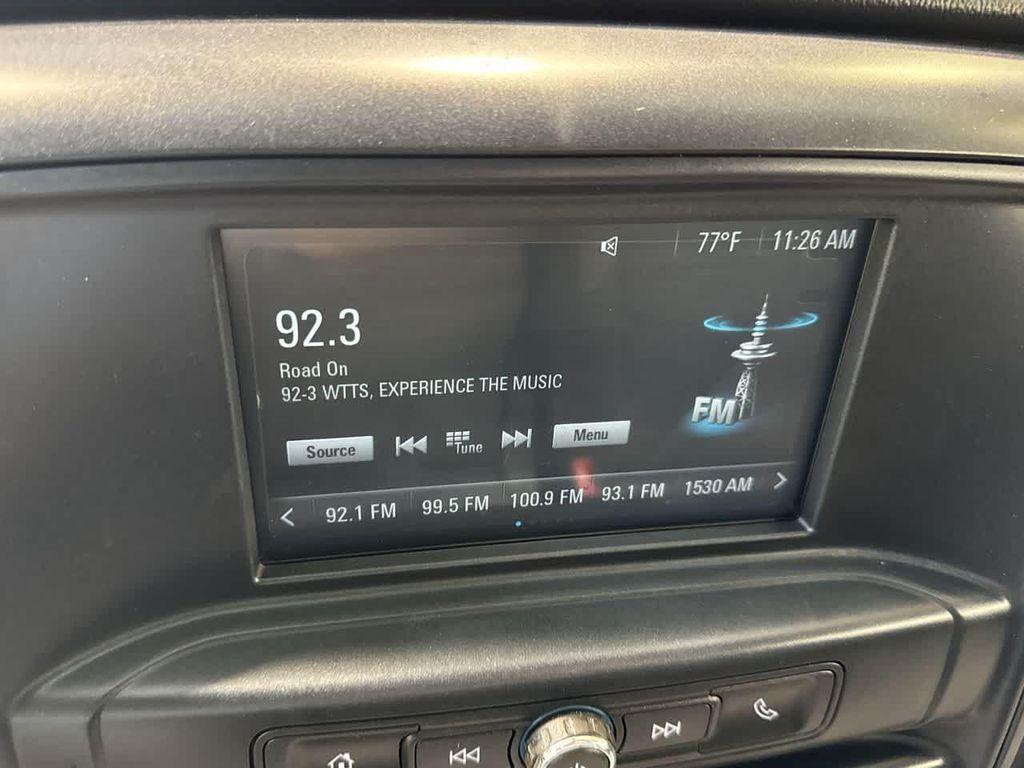 77°F 11:26 AM
92.3
Road On
92-3 WTTS, EXPERIENCE THE MUSIC
FM
Source Tune Menu
92.1 FM 99.5 FM 100.9 FM 93.1 FM 1530 AM